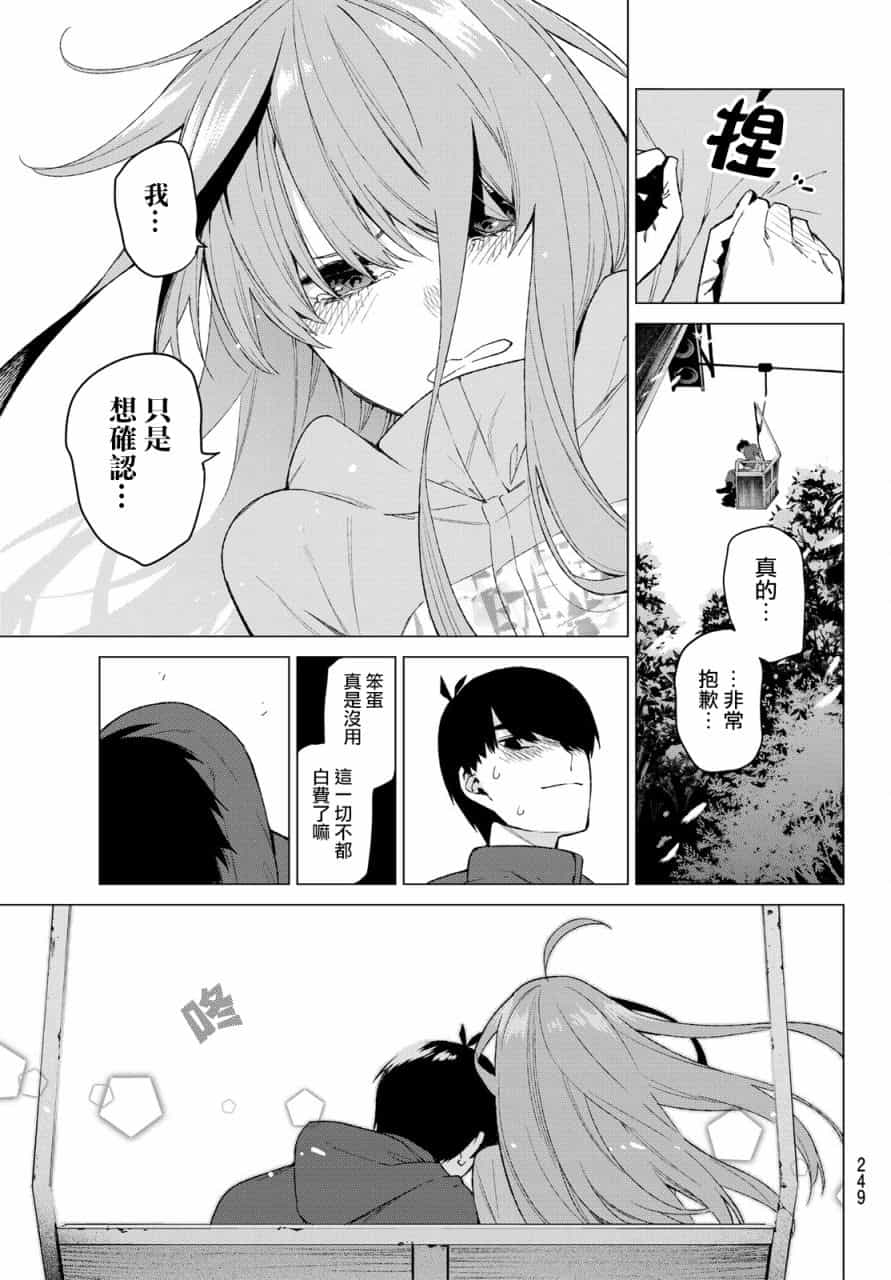 捏
真的…
…非常
抱歉…
我…
只是
想確認…
笨蛋
真是沒用
這一切不都
白費了嘛
咚
249